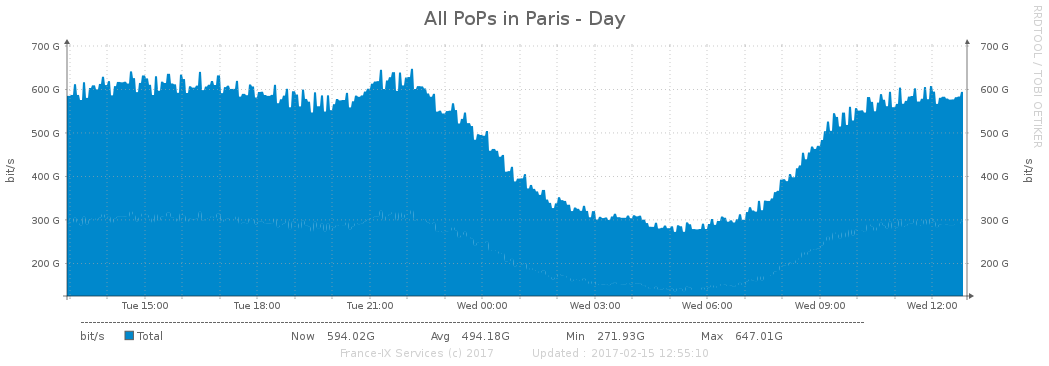 All PoPs in Paris - Day
RRDTOOL / TOBI OETIKER
700 G 700 G
600 G 600 G
500 G 500 G
400 G 400 G
300 G 300 G
200 G 200 G
bit/s
bit/s
Tue 15:00 Tue 18:00 Tue 21:00 Wed 00:00 Wed 03:00 Wed 06:00 Wed 09:00 Wed 12:00
bit/s Total Now 594.02G Avg 494.18G Min 271.93G Max 647.01G
France-IX Services (c) 2017 Updated : 2017-02-15 12:55:10